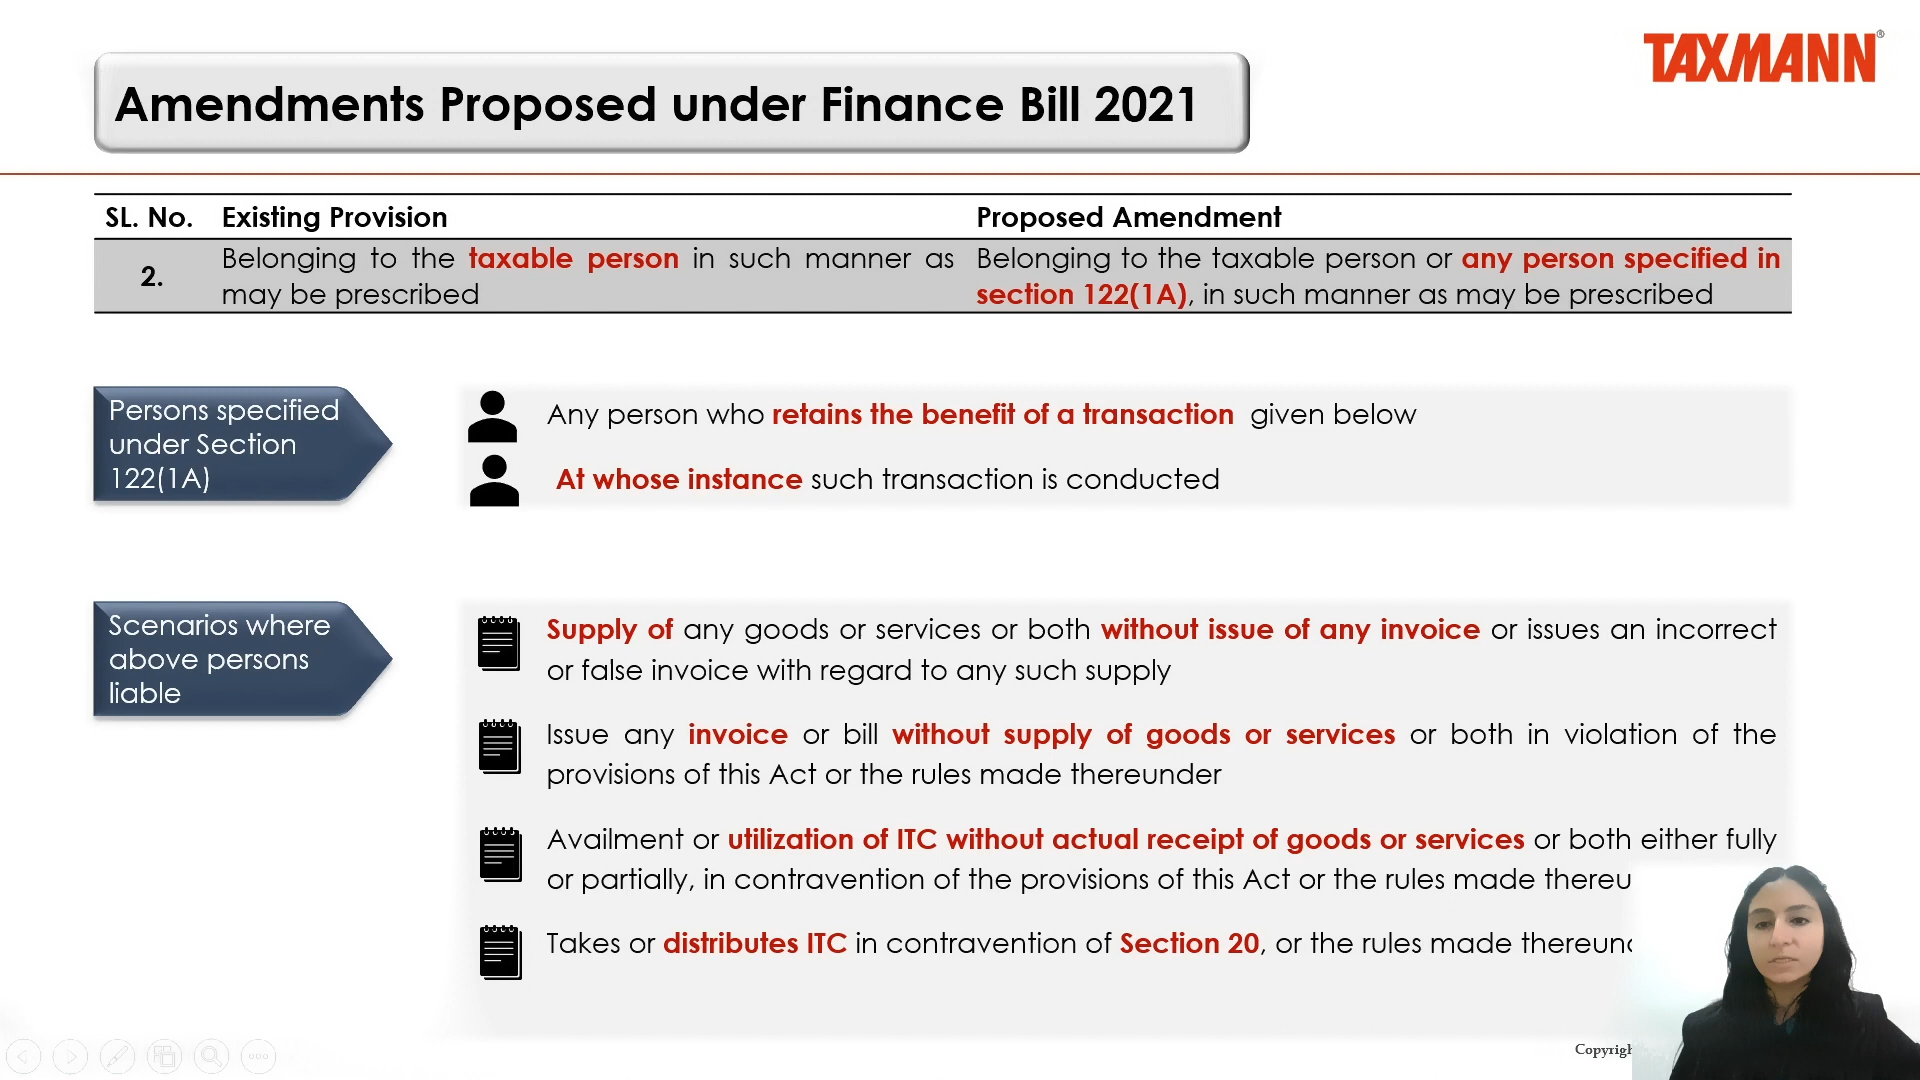 TAXMANN®
Amendments Proposed under Finance Bill 2021
SL. No. Existing Provision Proposed Amendment
2. Belonging to the taxable person in such manner as may be prescribed
Belonging to the taxable person or any person specified in section 122(1A), in such manner as may be prescribed
Persons specified
under Section
122(1A)
Any person who retains the benefit of a transaction given below
At whose instance such transaction is conducted
Scenarios where
above persons
liable
Supply of any goods or services or both without issue of any invoice or issues an incorrect
or false invoice with regard to any such supply
Issue any invoice or bill without supply of goods or services or both in violation of the
provisions of this Act or the rules made thereunder
Availment or utilization of ITC without actual receipt of goods or services or both either fully
or partially, in contravention of the provisions of this Act or the rules made
Takes or distributes ITC in contravention of Section 20, or the rules made